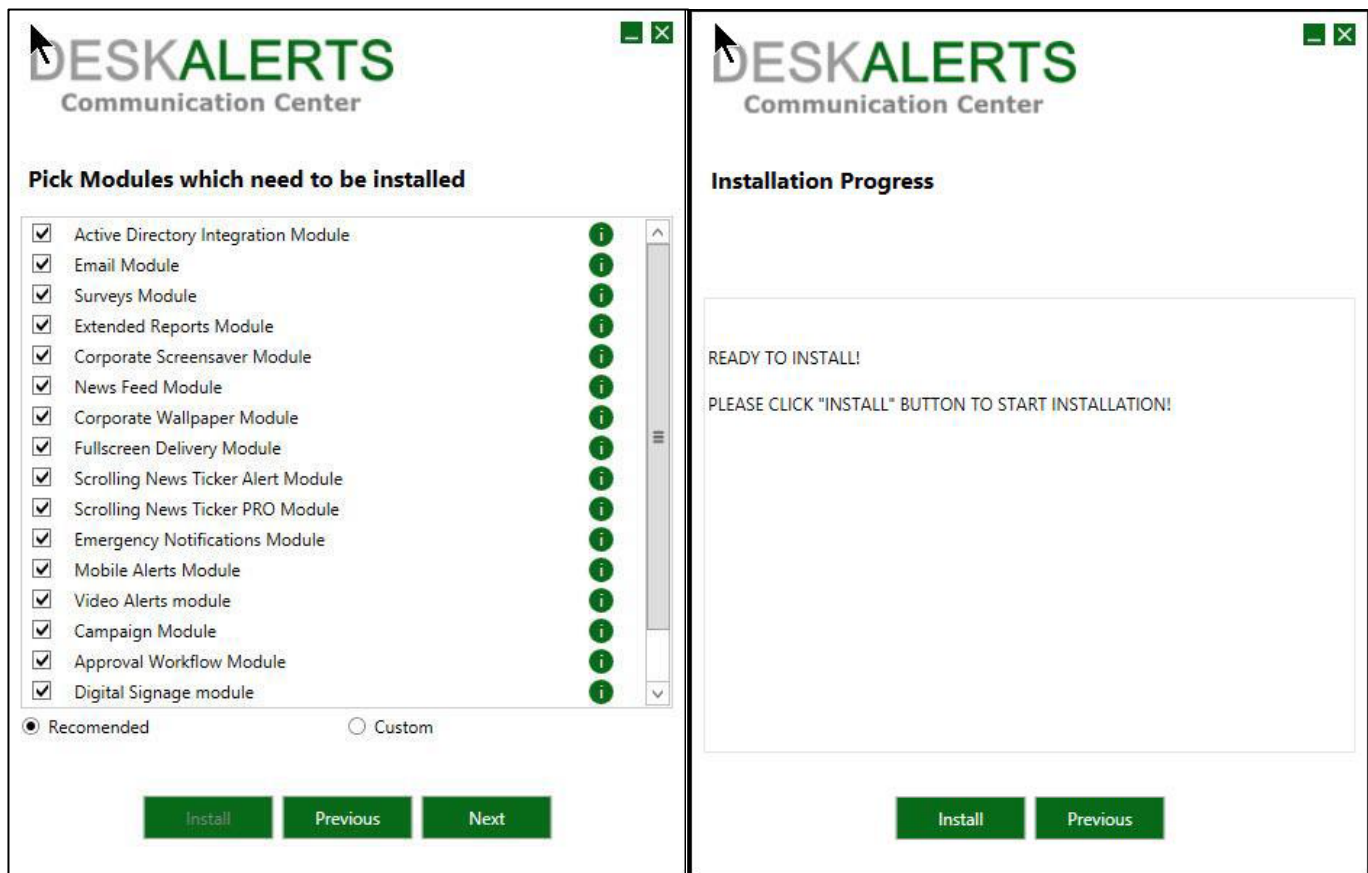 DESKALERTS
Communication Center
Pick Modules which need to be installed
Active Directory Integration Module
Email Module
Surveys Module
Extended Reports Module
Corporate Screensaver Module
News Feed Module
Corporate Wallpaper Module
Fullscreen Delivery Module
Scrolling News Ticker Alert Module
Scrolling News Ticker PRO Module
Emergency Notifications Module
Mobile Alerts Module
Video Alerts module
Campaign Module
Approval Workflow Module
Digital Signage module
Recomended Custom
Install Previous Next
DESKALERTS
Communication Center
Installation Progress
READY TO INSTALL!
PLEASE CLICK "INSTALL" BUTTON TO START INSTALLATION!
Install Previous